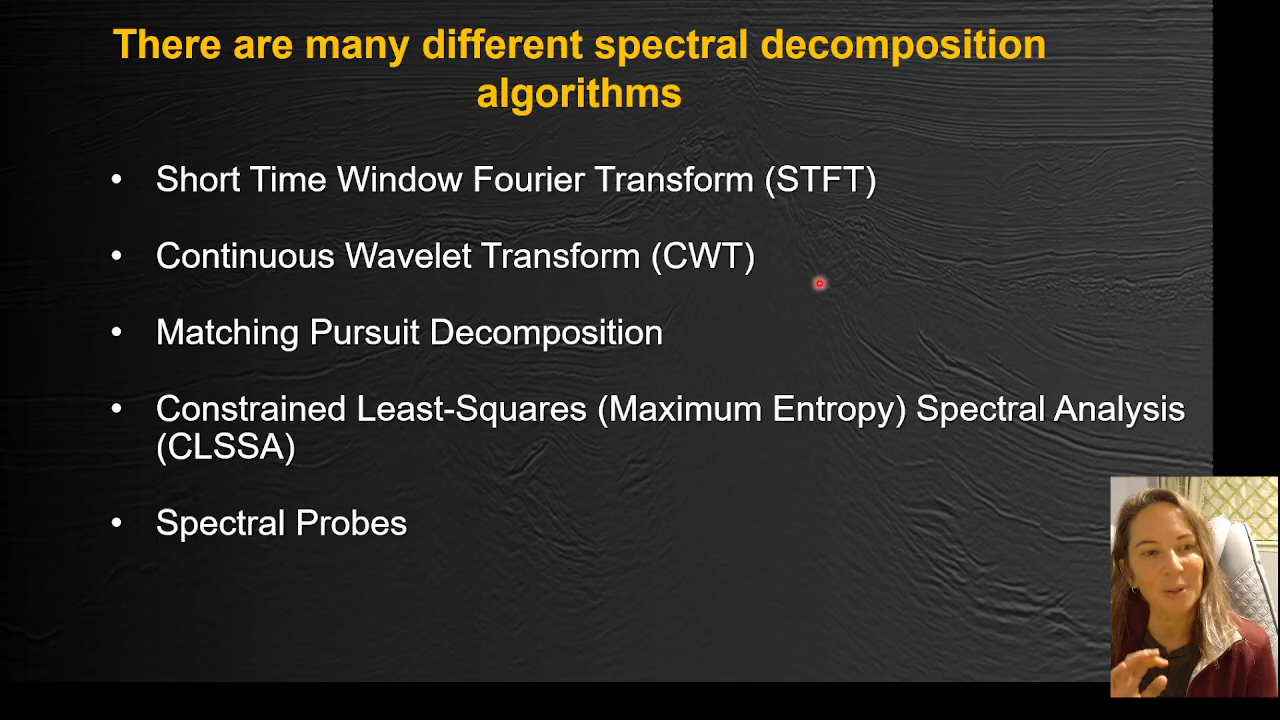 There are many different spectral decomposition
algorithms
• Short Time Window Fourier Transform (STFT)
• Continuous Wavelet Transform (CWT)
• Matching Pursuit Decomposition
• Constrained Least-Squares (Maximum Entropy) Spectral Analysis
(CLSSA)
• Spectral Probes